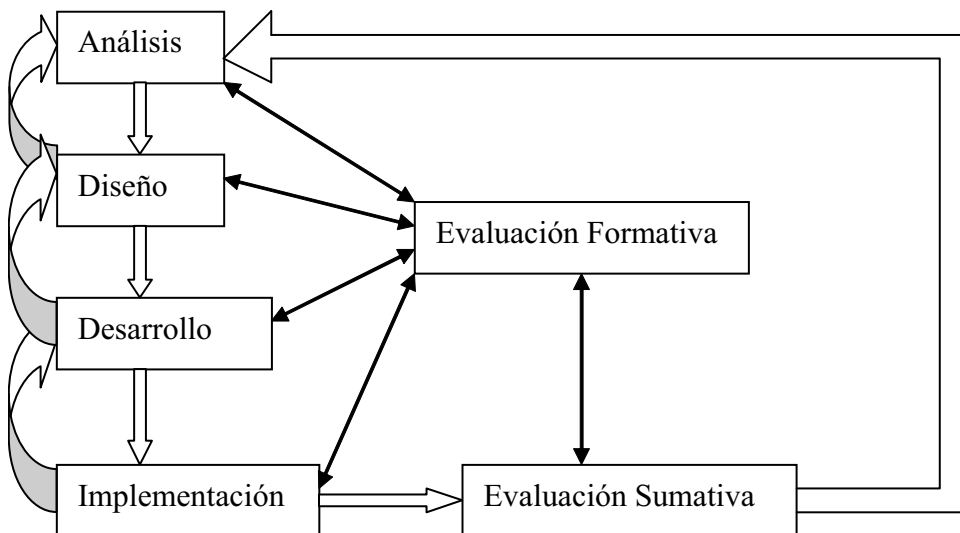 Análisis
Diseño
Evaluación Formativa
Desarrollo
Implementación
Evaluación Sumativa